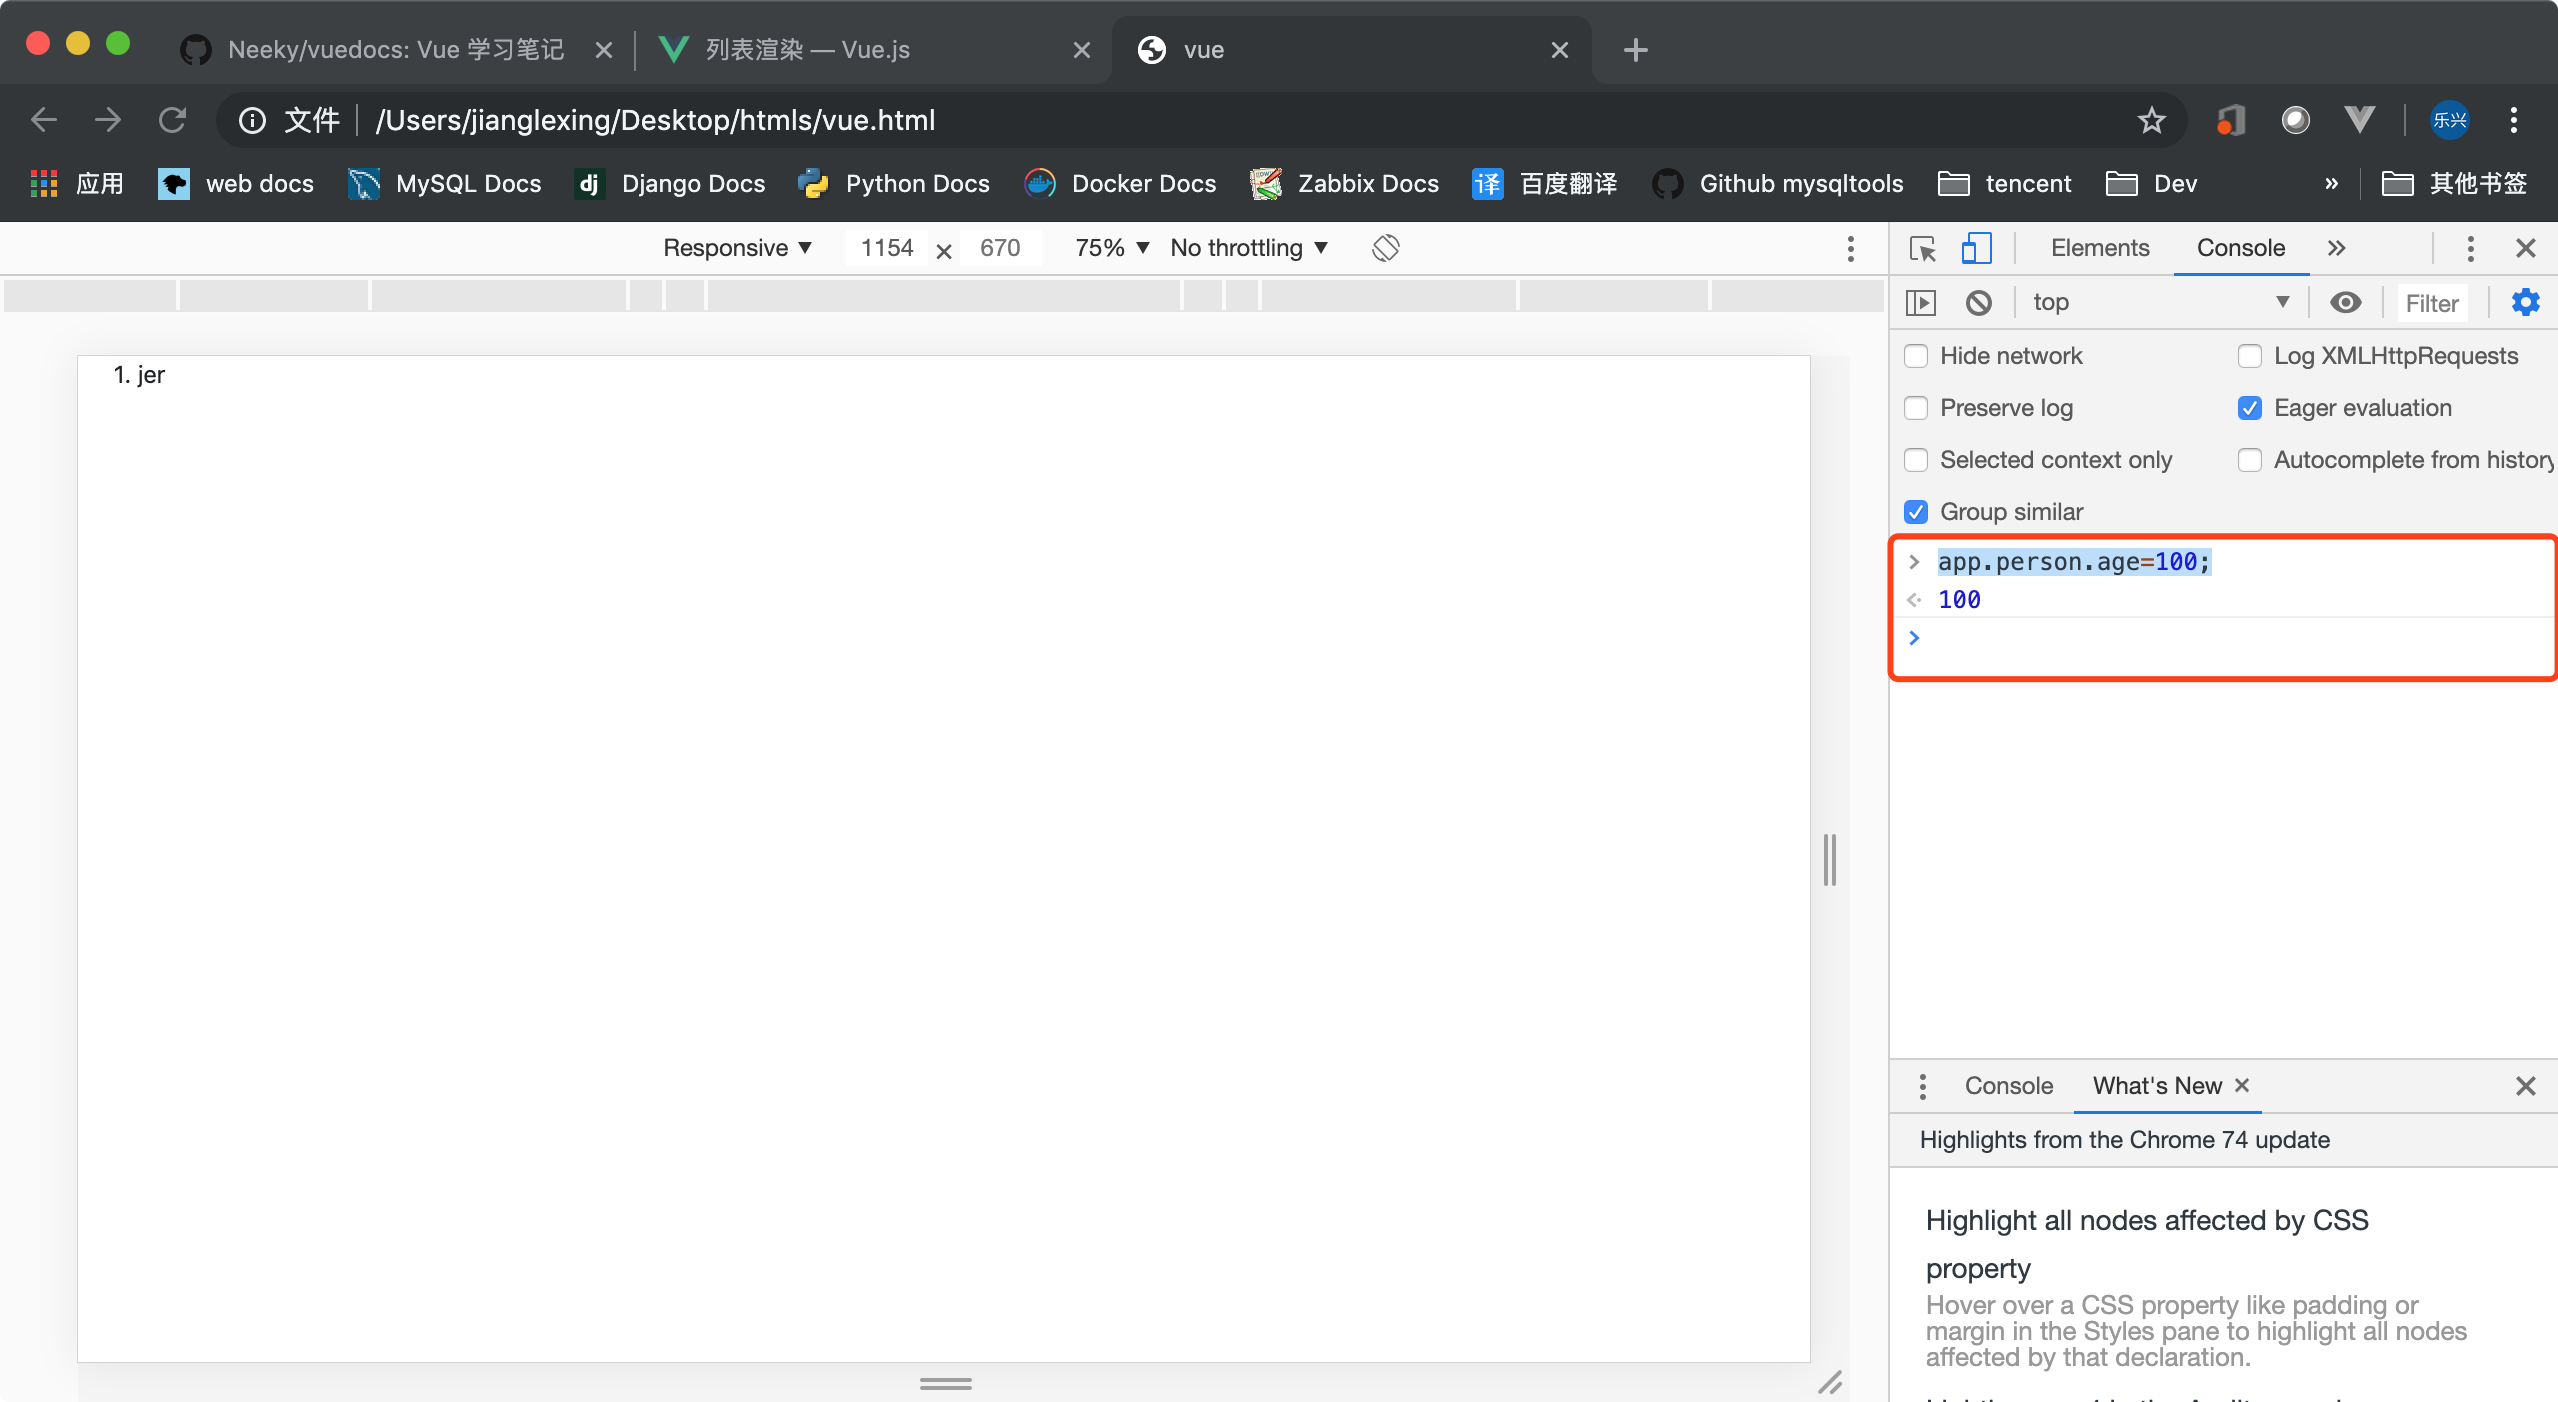 Neeky/vuedocs: Vue 学习笔记
列表渲染 — Vue.js
vue
文件 /Users/jianglexing/Desktop/htmls/vue.html
乐兴
应用 web docs MySQL Docs dj Django Docs Python Docs Docker Docs Zabbix Docs 译 百度翻译 Github mysqltools tencent Dev » 其他书签
Responsive ▼ 1154 × 670 75% ▼ No throttling ▼
Elements Console »
top ▼ Filter
Hide network Log XMLHttpRequests
Preserve log Eager evaluation
Selected context only Autocomplete from history
Group similar
1. jer
> app.person.age=100;
<· 100
>
Console What's New ×
Highlights from the Chrome 74 update
Highlight all nodes affected by CSS
property
Hover over a CSS property like padding or
margin in the Styles pane to highlight all nodes
affected by that declaration.